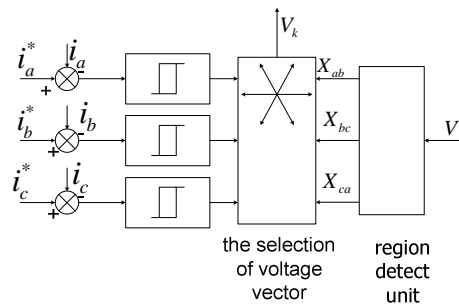 V_k
i_a^* + - i_a
X_ab
i_b^* + - i_b
X_bc
V
i_c^* + - i_c
X_ca
the selection
of voltage
vector
region
detect
unit